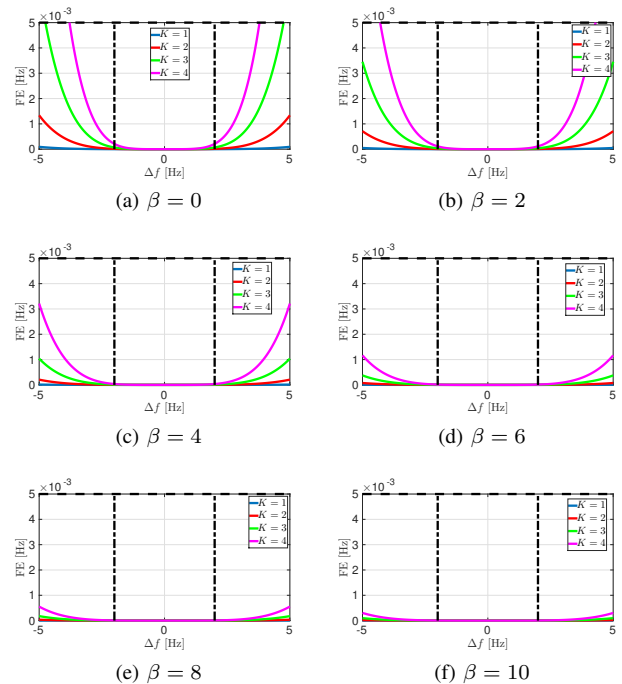 ×10⁻³
5
4
3
2
1
0
FE [Hz]
-5 0 5
Δf [Hz]
K = 1
K = 2
K = 3
K = 4
(a) β = 0
×10⁻³
5
4
3
2
1
0
FE [Hz]
-5 0 5
Δf [Hz]
K = 1
K = 2
K = 3
K = 4
(b) β = 2
×10⁻³
5
4
3
2
1
0
FE [Hz]
-5 0 5
Δf [Hz]
K = 1
K = 2
K = 3
K = 4
(c) β = 4
×10⁻³
5
4
3
2
1
0
FE [Hz]
-5 0 5
Δf [Hz]
K = 1
K = 2
K = 3
K = 4
(d) β = 6
×10⁻³
5
4
3
2
1
0
FE [Hz]
-5 0 5
Δf [Hz]
K = 1
K = 2
K = 3
K = 4
(e) β = 8
×10⁻³
5
4
3
2
1
0
FE [Hz]
-5 0 5
Δf [Hz]
K = 1
K = 2
K = 3
K = 4
(f) β = 10